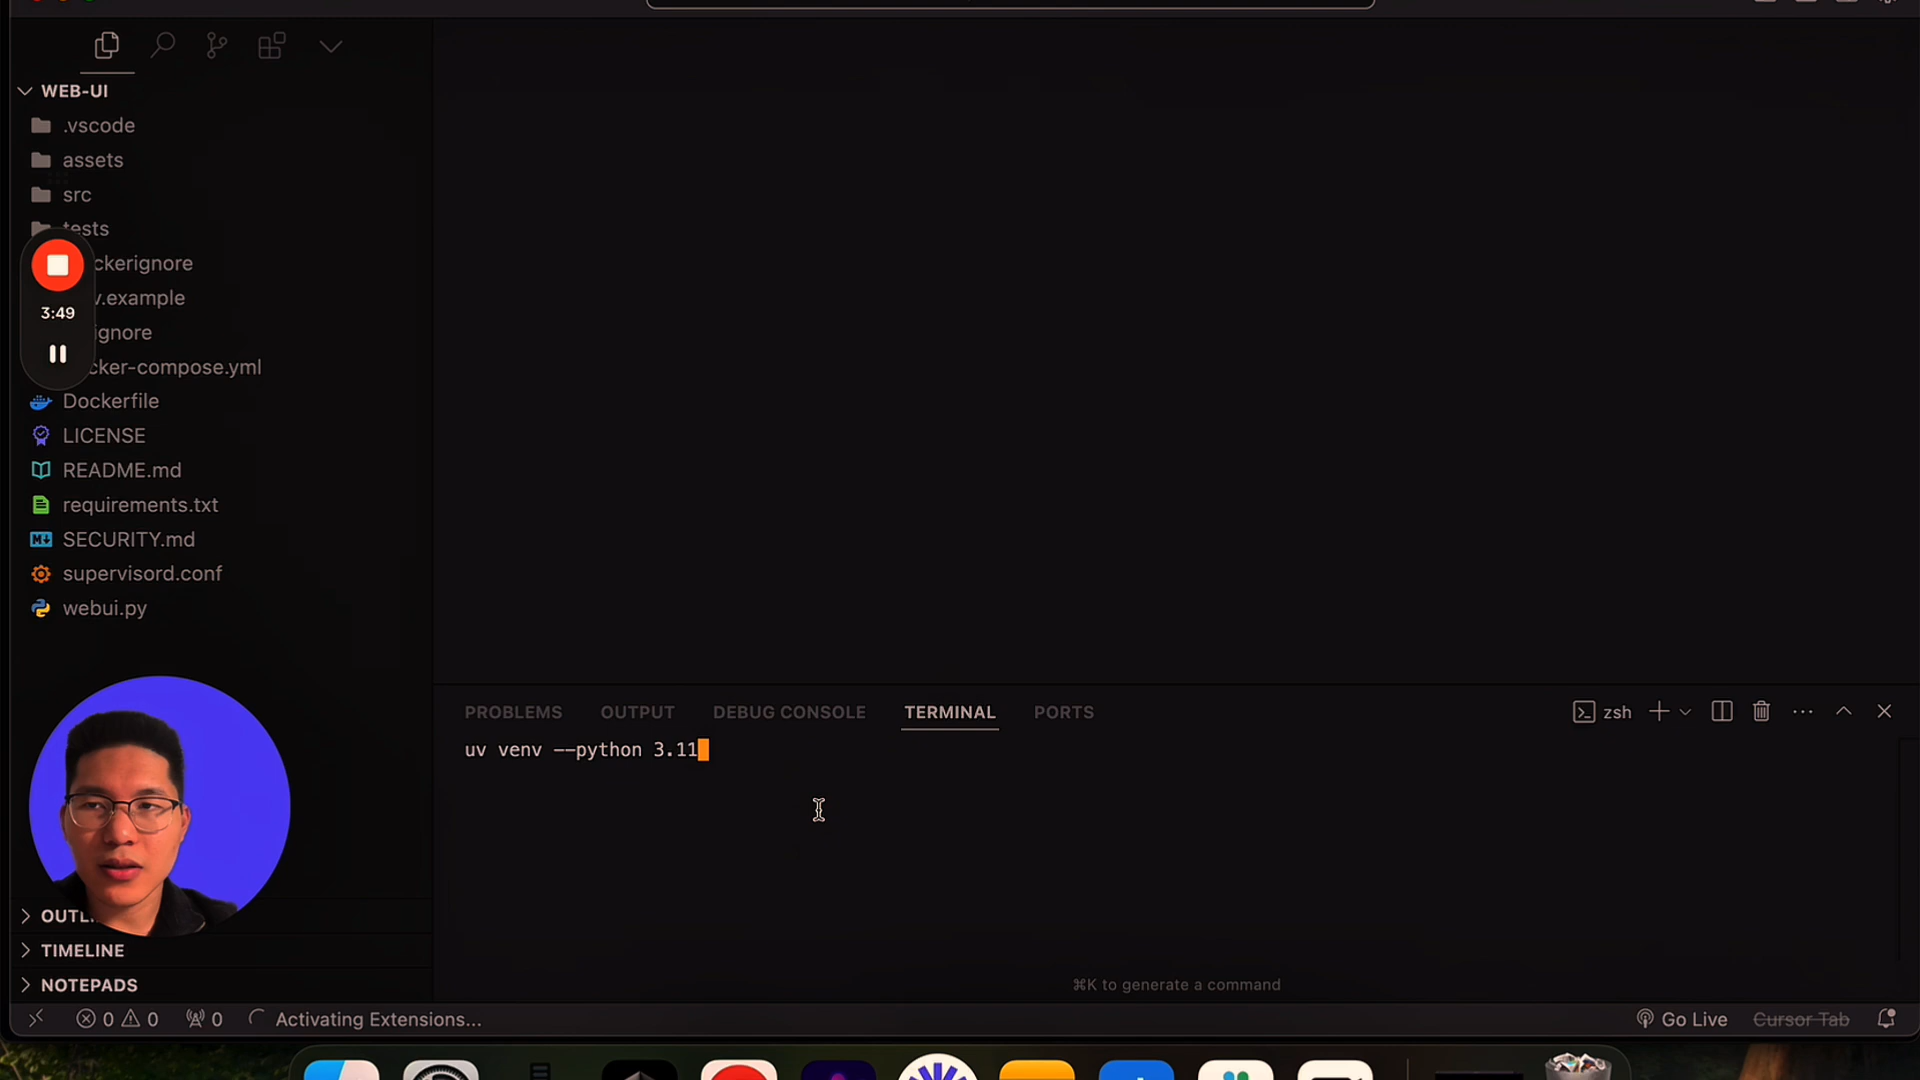 WEB-UI
.vscode
assets
src
tests
ckerignore
v.example
ignore
cker-compose.yml
Dockerfile
LICENSE
README.md
requirements.txt
SECURITY.md
supervisord.conf
webui.py
3:49
PROBLEMS OUTPUT DEBUG CONSOLE TERMINAL PORTS
zsh
uv venv --python 3.11
⌘K to generate a command
OUTL
TIMELINE
NOTEPADS
0 0 0 Activating Extensions...
Go Live Cursor Tab